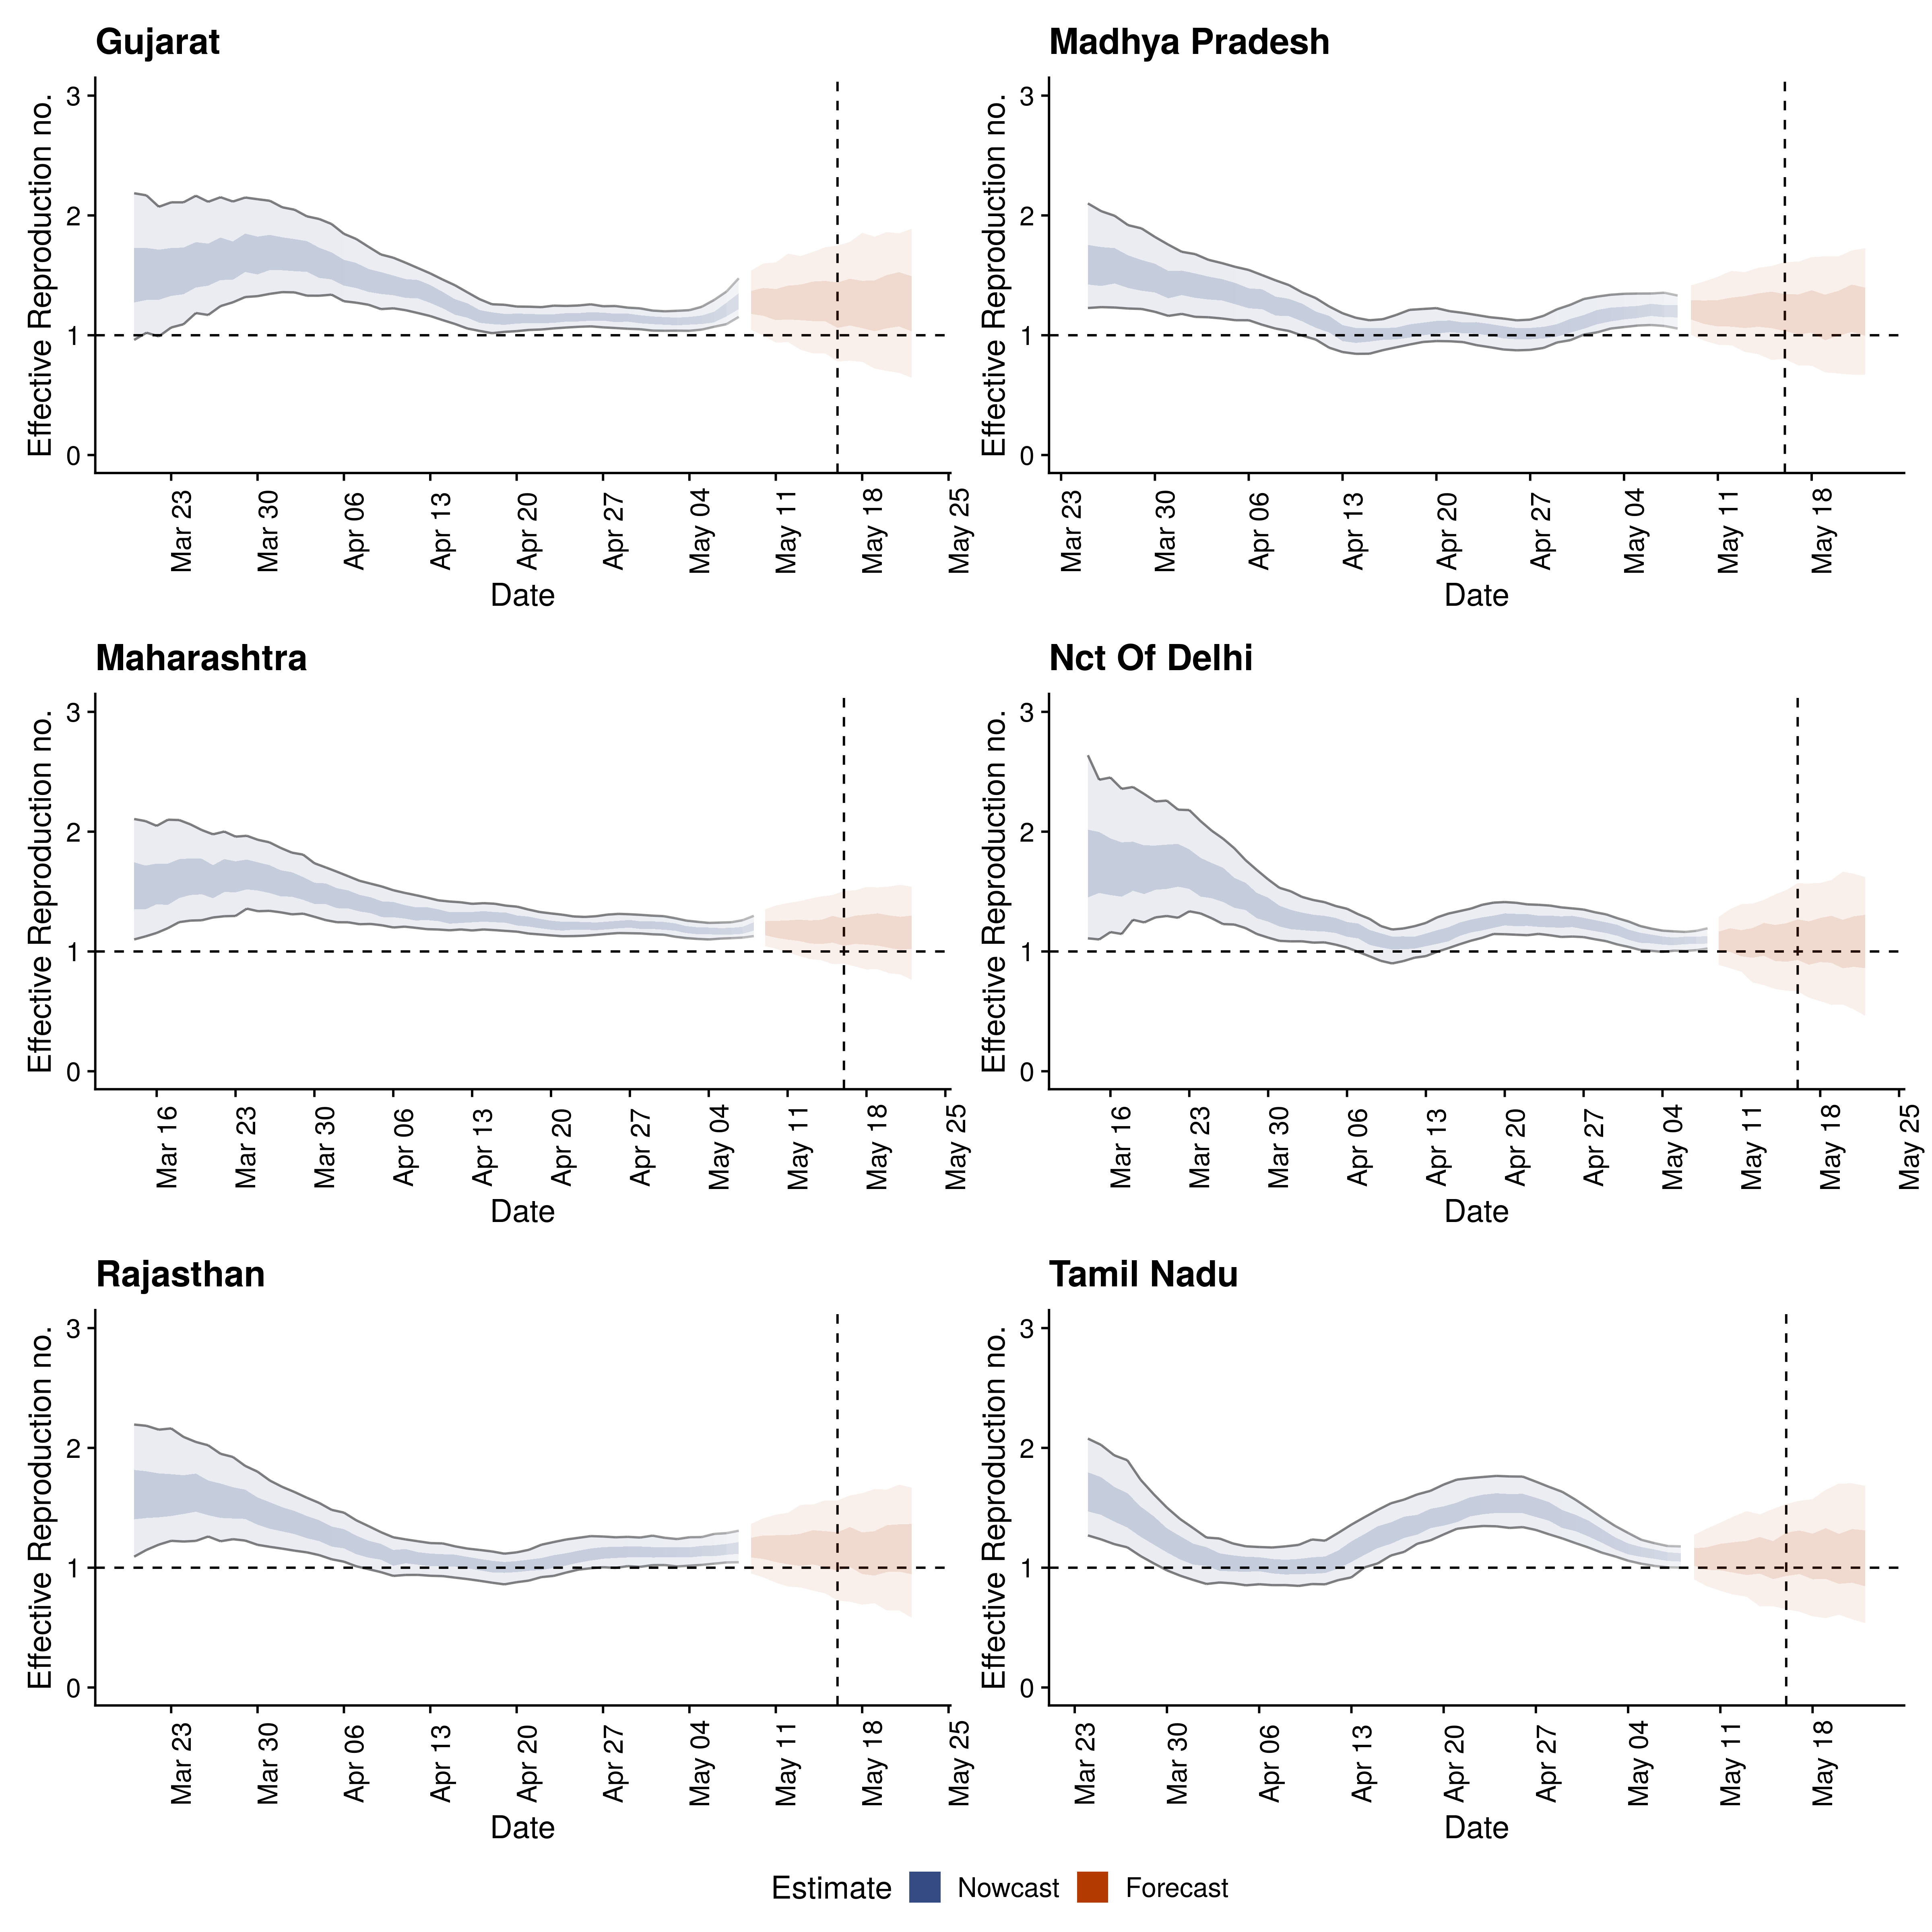 Gujarat
Effective Reproduction no.
3
2
1
0
Mar 23
Mar 30
Apr 06
Apr 13
Apr 20
Apr 27
May 04
May 11
May 18
May 25
Date
Madhya Pradesh
Effective Reproduction no.
3
2
1
0
Mar 23
Mar 30
Apr 06
Apr 13
Apr 20
Apr 27
May 04
May 11
May 18
Date
Maharashtra
Effective Reproduction no.
3
2
1
0
Mar 16
Mar 23
Mar 30
Apr 06
Apr 13
Apr 20
Apr 27
May 04
May 11
May 18
May 25
Date
Nct Of Delhi
Effective Reproduction no.
3
2
1
0
Mar 16
Mar 23
Mar 30
Apr 06
Apr 13
Apr 20
Apr 27
May 04
May 11
May 18
May 25
Date
Rajasthan
Effective Reproduction no.
3
2
1
0
Mar 23
Mar 30
Apr 06
Apr 13
Apr 20
Apr 27
May 04
May 11
May 18
May 25
Date
Tamil Nadu
Effective Reproduction no.
3
2
1
0
Mar 23
Mar 30
Apr 06
Apr 13
Apr 20
Apr 27
May 04
May 11
May 18
Date
Estimate Nowcast Forecast